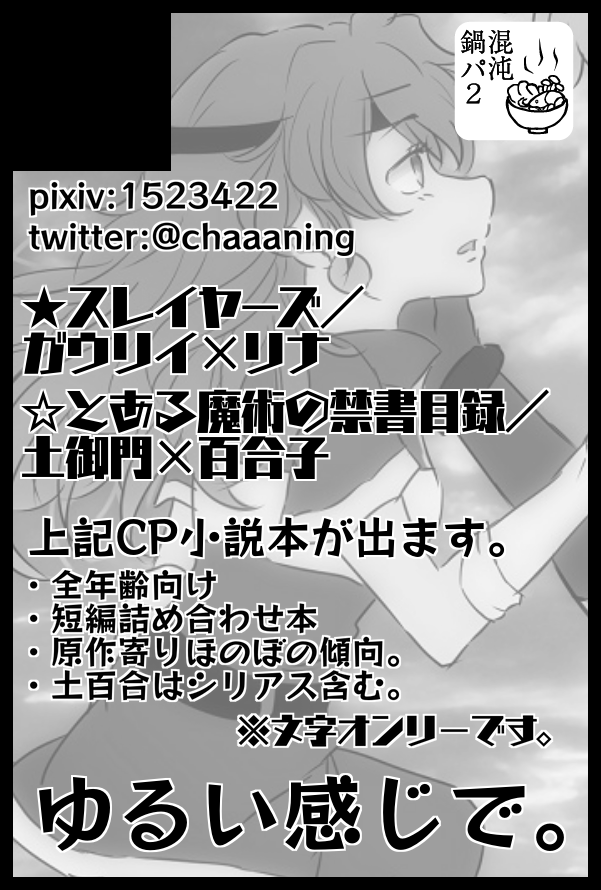 混沌
鍋パ2
pixiv:1523422
twitter:@chaaaning
★スレイヤーズ／
ガウリイ×リナ
☆とある魔術の禁書目録／
土御門×百合子
上記CP小説本が出ます。
・全年齢向け
・短編詰め合わせ本
・原作寄りほのぼの傾向。
・土百合はシリアス含む。
※文字オンリーです。
ゆるい感じで。